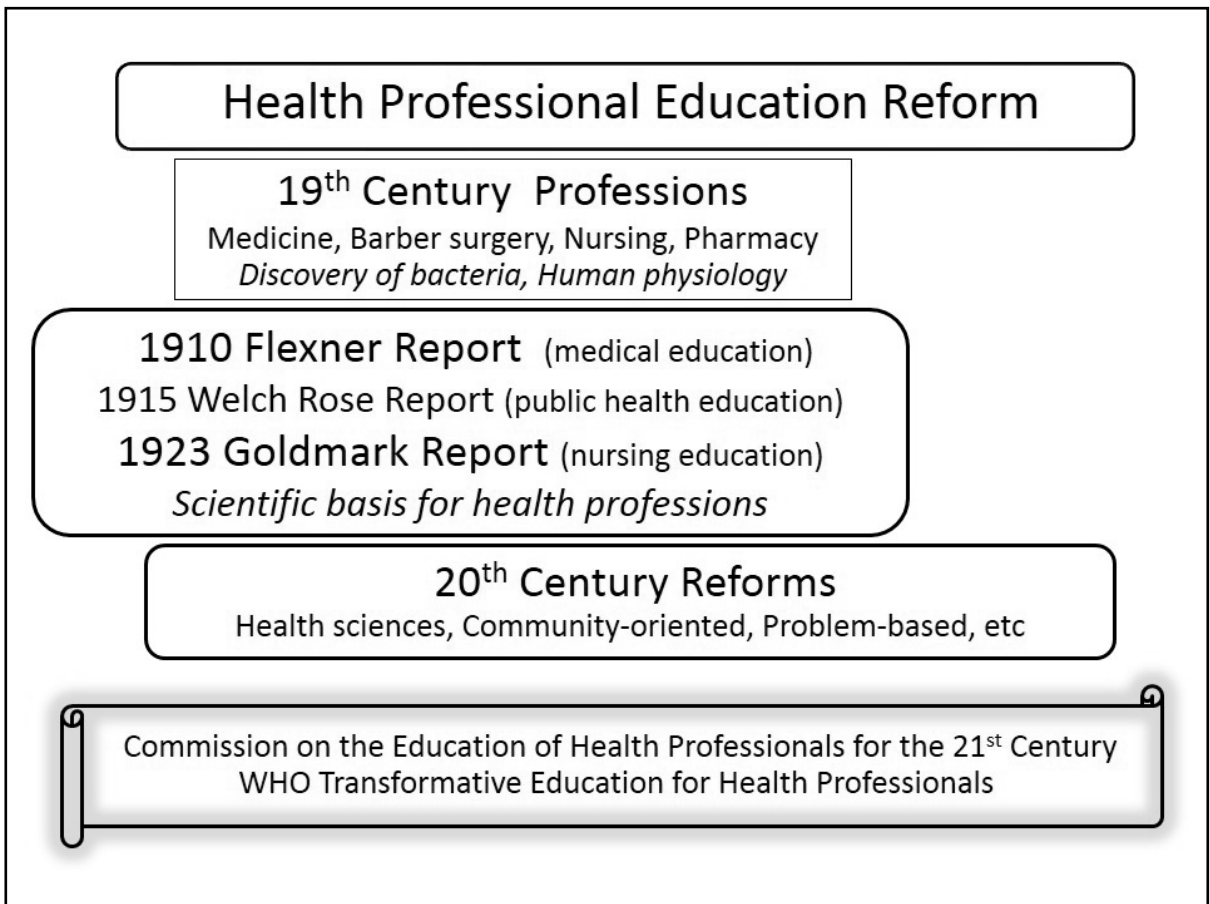 Health Professional Education Reform
19th Century Professions
Medicine, Barber surgery, Nursing, Pharmacy
Discovery of bacteria, Human physiology
1910 Flexner Report (medical education)
1915 Welch Rose Report (public health education)
1923 Goldmark Report (nursing education)
Scientific basis for health professions
20th Century Reforms
Health sciences, Community-oriented, Problem-based, etc
Commission on the Education of Health Professionals for the 21st Century
WHO Transformative Education for Health Professionals